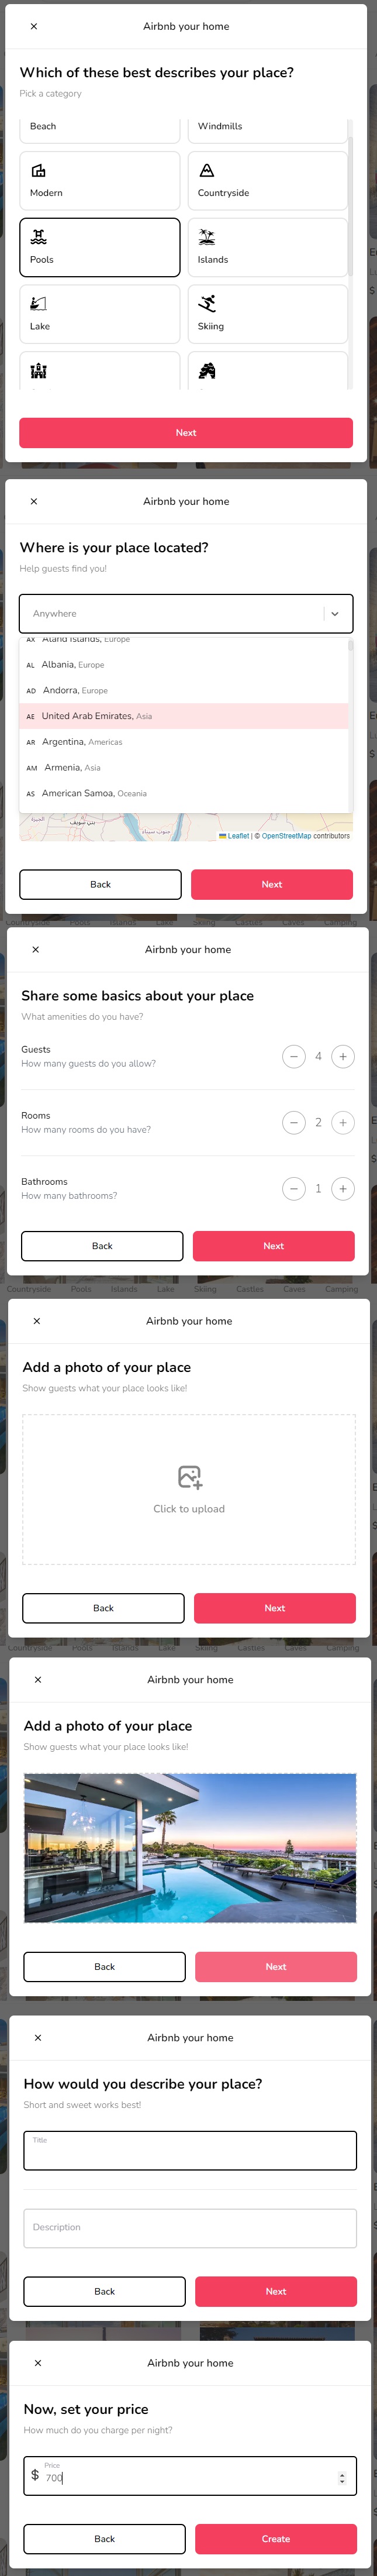 Airbnb your home
Which of these best describes your place?
Pick a category
Beach
Windmills
Modern
Countryside
Pools
Islands
Lake
Skiing
Next
Airbnb your home
Where is your place located?
Help guests find you!
Anywhere
AX Aland Islands, Europe
AL Albania, Europe
AD Andorra, Europe
AE United Arab Emirates, Asia
AR Argentina, Americas
AM Armenia, Asia
AS American Samoa, Oceania
بني سويف
Leaflet | © OpenStreetMap contributors
Back
Next
Countryside Pools Islands Lake Skiing Castles Caves Camping
Airbnb your home
Share some basics about your place
What amenities do you have?
Guests
How many guests do you allow?
4
Rooms
How many rooms do you have?
2
Bathrooms
How many bathrooms?
1
Back
Next
Countryside Pools Islands Lake Skiing Castles Caves Camping
Airbnb your home
Add a photo of your place
Show guests what your place looks like!
Click to upload
Back
Next
Countryside Pools Islands Lake Skiing Castles Caves Camping
Airbnb your home
Add a photo of your place
Show guests what your place looks like!
Back
Next
Airbnb your home
How would you describe your place?
Short and sweet works best!
Title
Description
Back
Next
Airbnb your home
Now, set your price
How much do you charge per night?
Price
$ 700
Back
Create